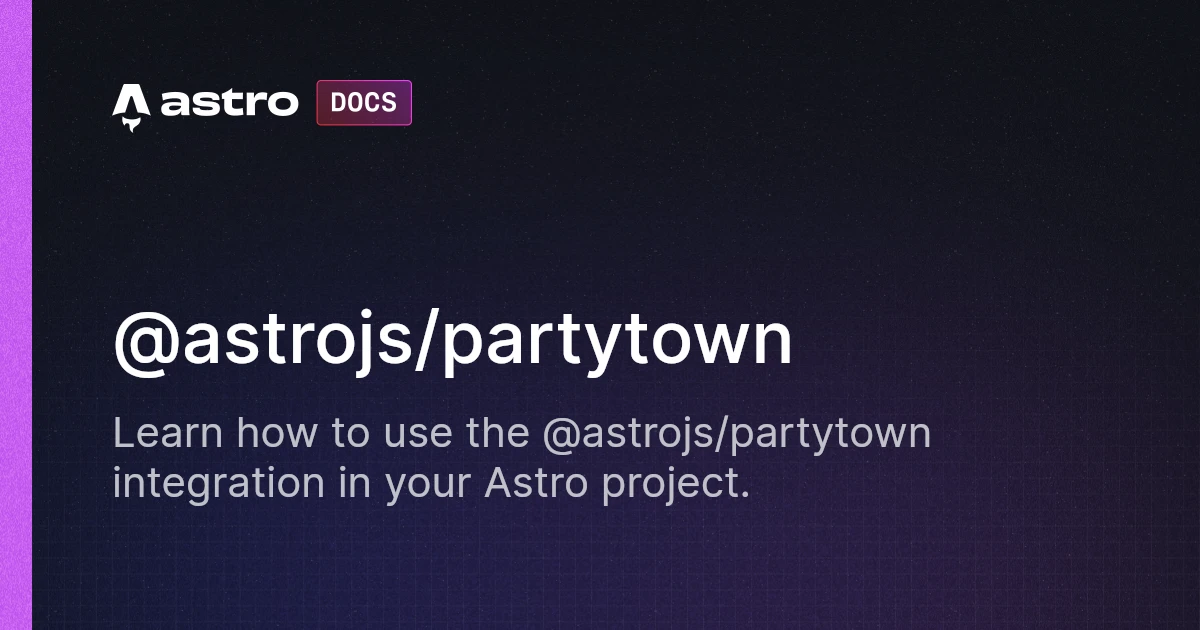 astro DOCS
@astrojs/partytown
Learn how to use the @astrojs/partytown
integration in your Astro project.